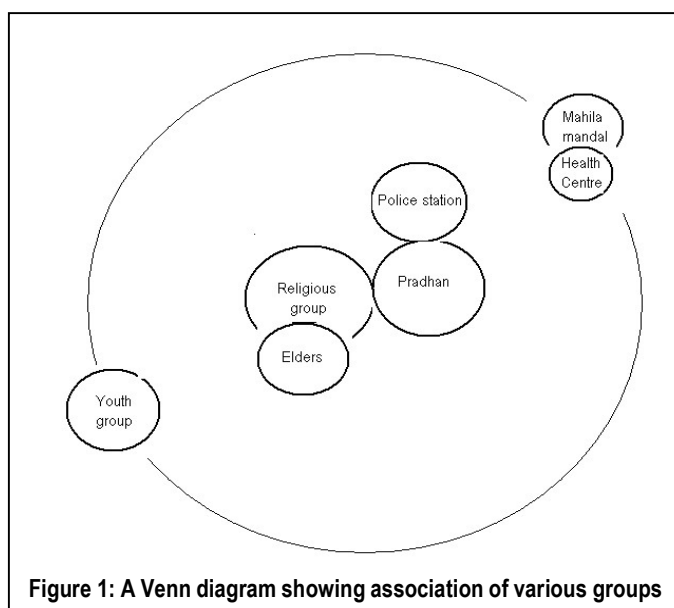 Mahila
mandal
Health
Centre
Police station
Pradhan
Religious
group
Elders
Youth
group
Figure 1: A Venn diagram showing association of various groups